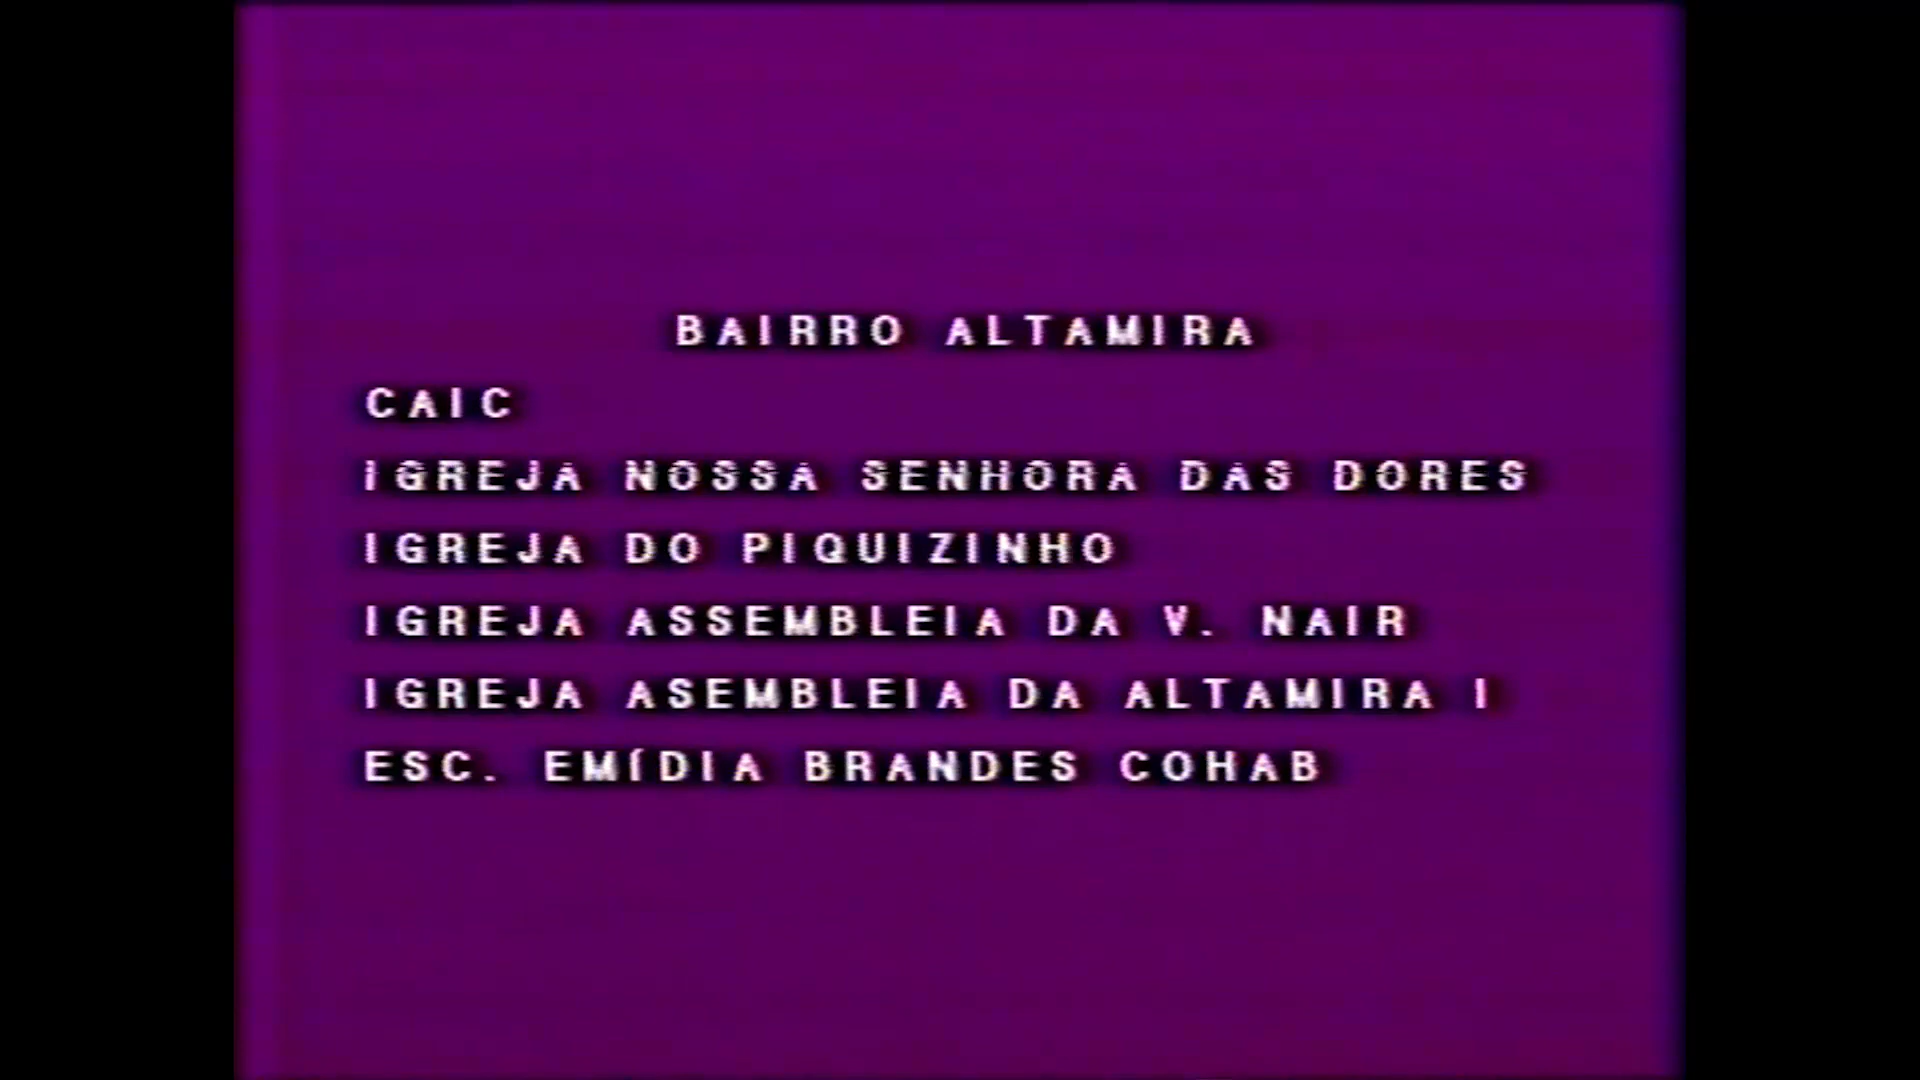 BAIRRO ALTAMIRA
CAIC
IGREJA NOSSA SENHORA DAS DORES
IGREJA DO PIQUIZINHO
IGREJA ASSEMBLEIA DA V. NAIR
IGREJA ASEMBLEIA DA ALTAMIRA I
ESC. EMÍDIA BRANDES COHAB